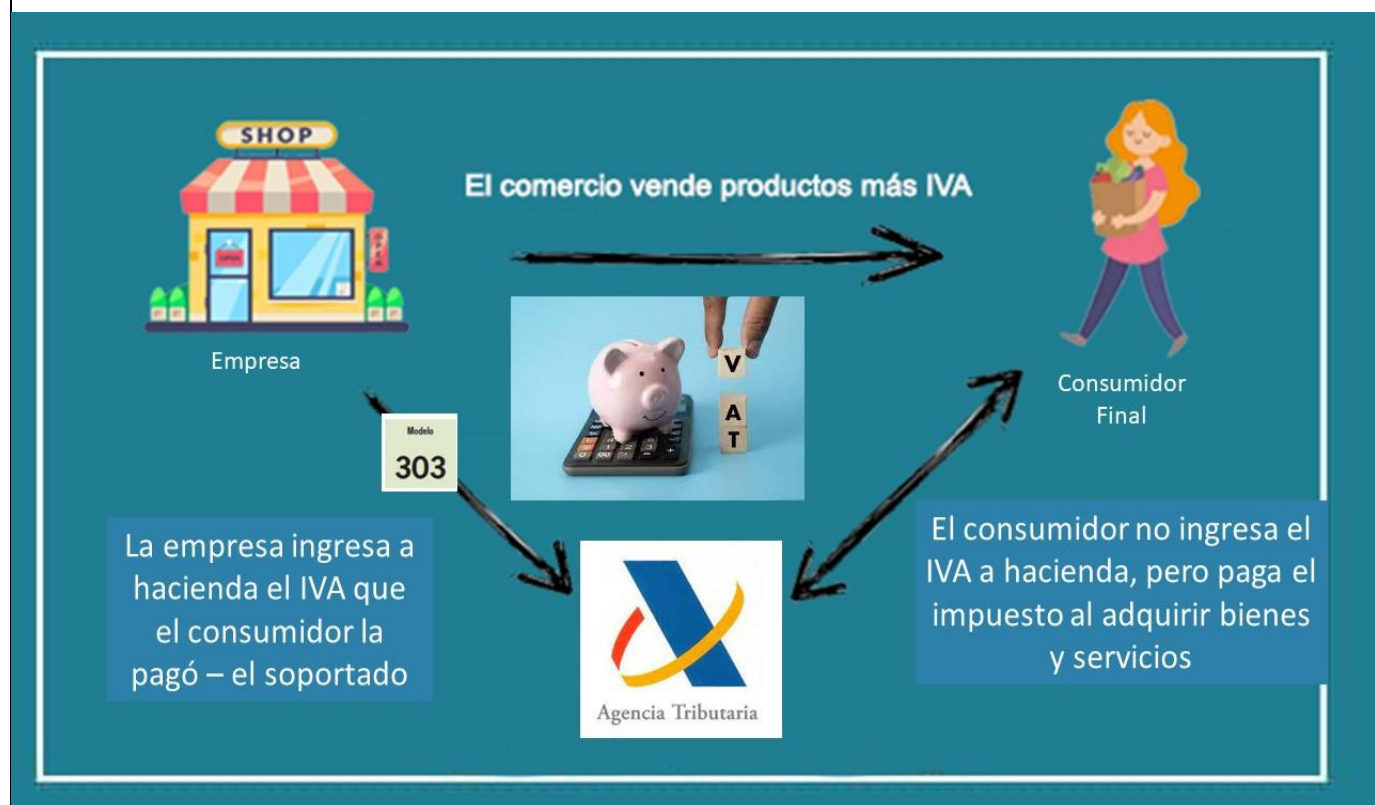 SHOP
El comercio vende productos más IVA
OPEN
Empresa
V
A
T
Consumidor
Final
Modelo
303
La empresa ingresa a
hacienda el IVA que
el consumidor la
pagó – el soportado
El consumidor no ingresa el
IVA a hacienda, pero paga el
impuesto al adquirir bienes
y servicios
Agencia Tributaria